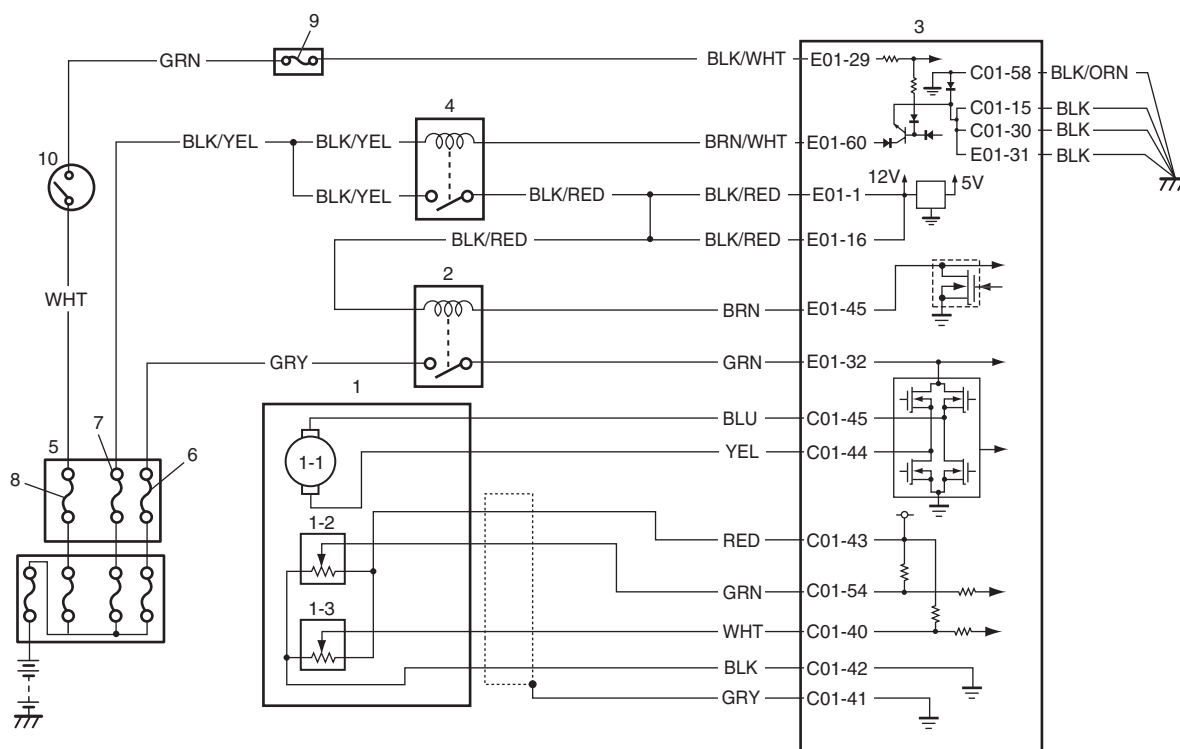 9
3
GRN
BLK/WHT
E01-29
C01-58
BLK/ORN
4
C01-15
BLK
BLK/YEL
BLK/YEL
BRN/WHT
E01-60
C01-30
BLK
10
E01-31
BLK
12V
5V
BLK/YEL
BLK/RED
BLK/RED
E01-1
BLK/RED
BLK/RED
E01-16
2
WHT
BRN
E01-45
GRY
GRN
E01-32
1
BLU
C01-45
7
5
6
8
1-1
YEL
C01-44
1-2
RED
C01-43
GRN
C01-54
1-3
WHT
C01-40
BLK
C01-42
GRY
C01-41